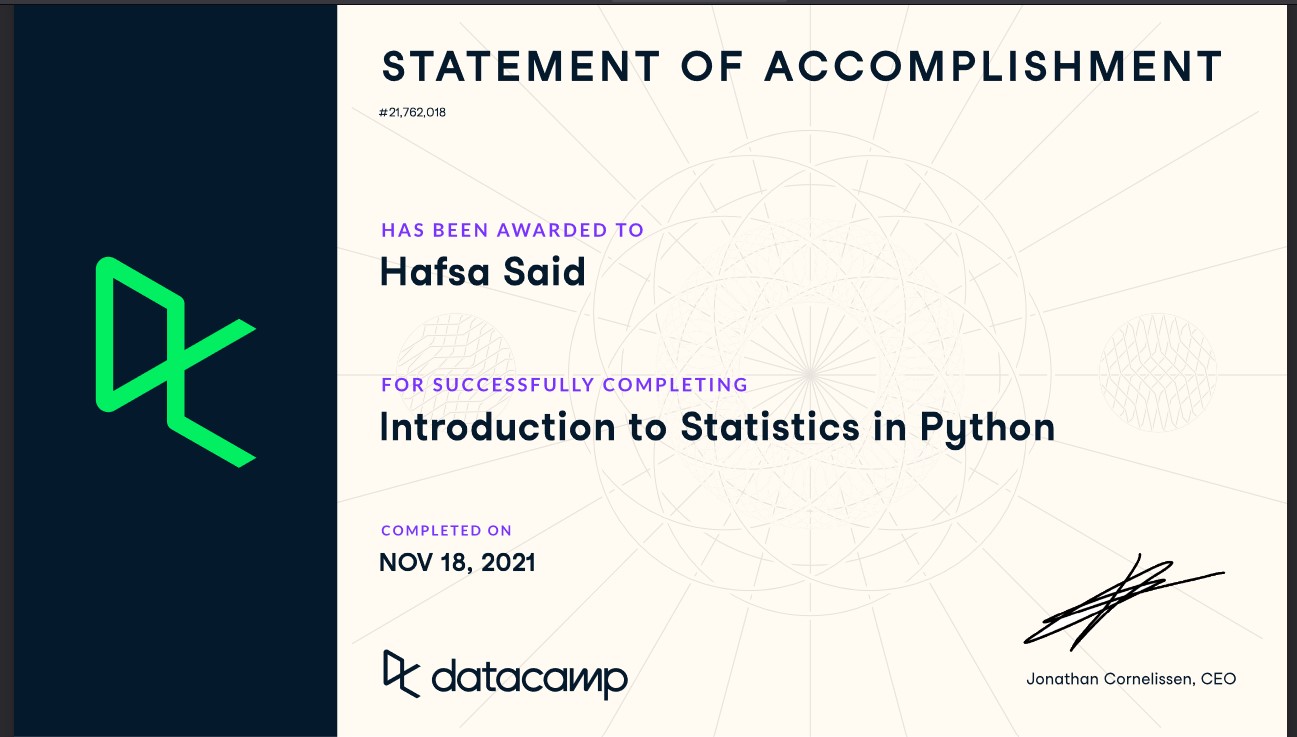 STATEMENT OF ACCOMPLISHMENT
#21,762,018
HAS BEEN AWARDED TO
Hafsa Said
FOR SUCCESSFULLY COMPLETING
Introduction to Statistics in Python
COMPLETED ON
NOV 18, 2021
datacamp
Jonathan Cornelissen, CEO